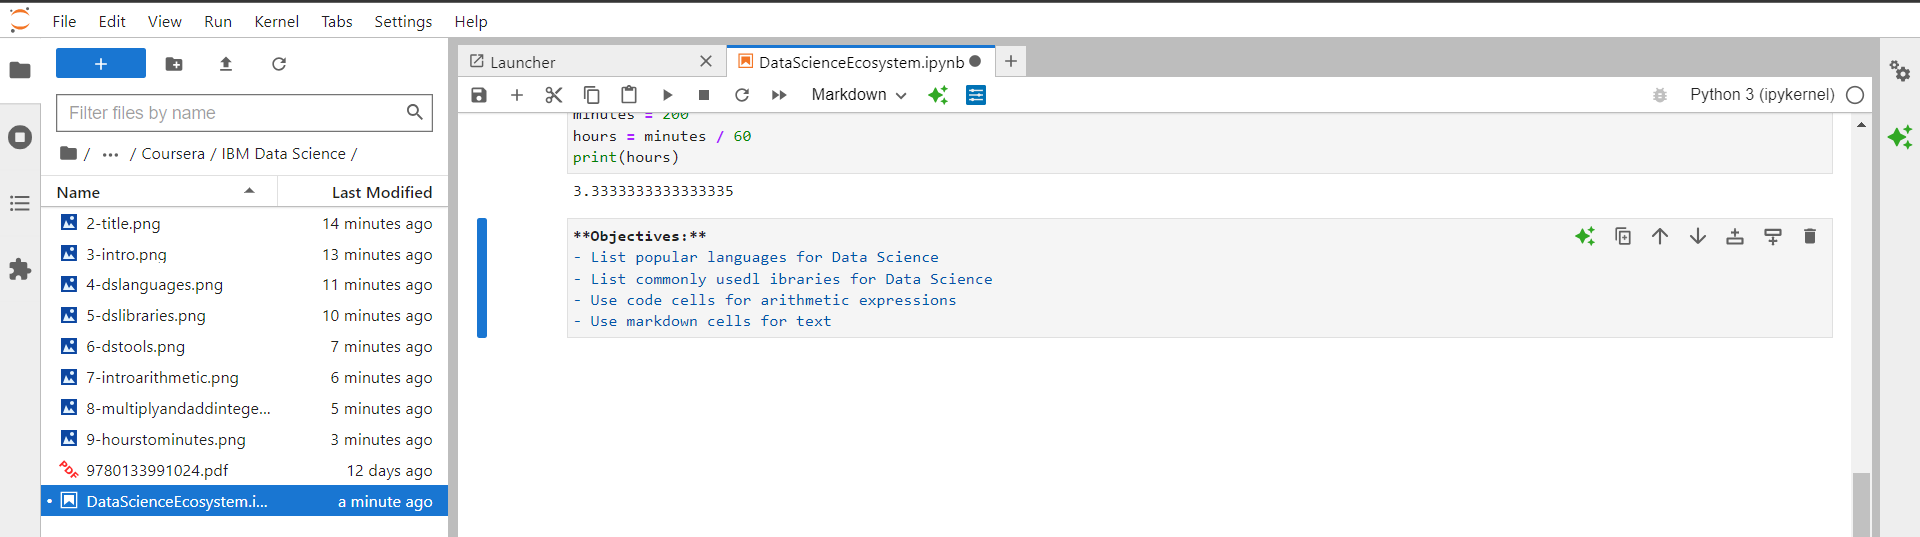 File Edit View Run Kernel Tabs Settings Help
+
Filter files by name
/ ... / Coursera / IBM Data Science /
Name Last Modified
2-title.png 14 minutes ago
3-intro.png 13 minutes ago
4-dslanguages.png 11 minutes ago
5-dslibraries.png 10 minutes ago
6-dstools.png 7 minutes ago
7-introarithmetic.png 6 minutes ago
8-multiplyandaddintege... 5 minutes ago
9-hourstominutes.png 3 minutes ago
PDF 9780133991024.pdf 12 days ago
DataScienceEcosystem.i... a minute ago
Launcher
DataScienceEcosystem.ipynb
Markdown
Python 3 (ipykernel)
minutes = 200
hours = minutes / 60
print(hours)
3.3333333333333335
**Objectives:**
- List popular languages for Data Science
- List commonly usedl ibraries for Data Science
- Use code cells for arithmetic expressions
- Use markdown cells for text